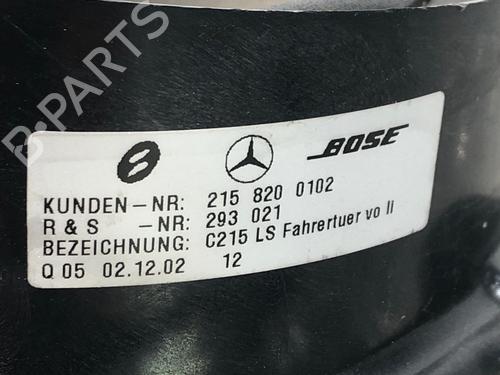 BOSE
KUNDEN-NR: 215 820 0102
R & S -NR: 293 021
BEZEICHNUNG: C215 LS Fahrertuer vo II
Q 05 02.12.02 12
B-PARTS